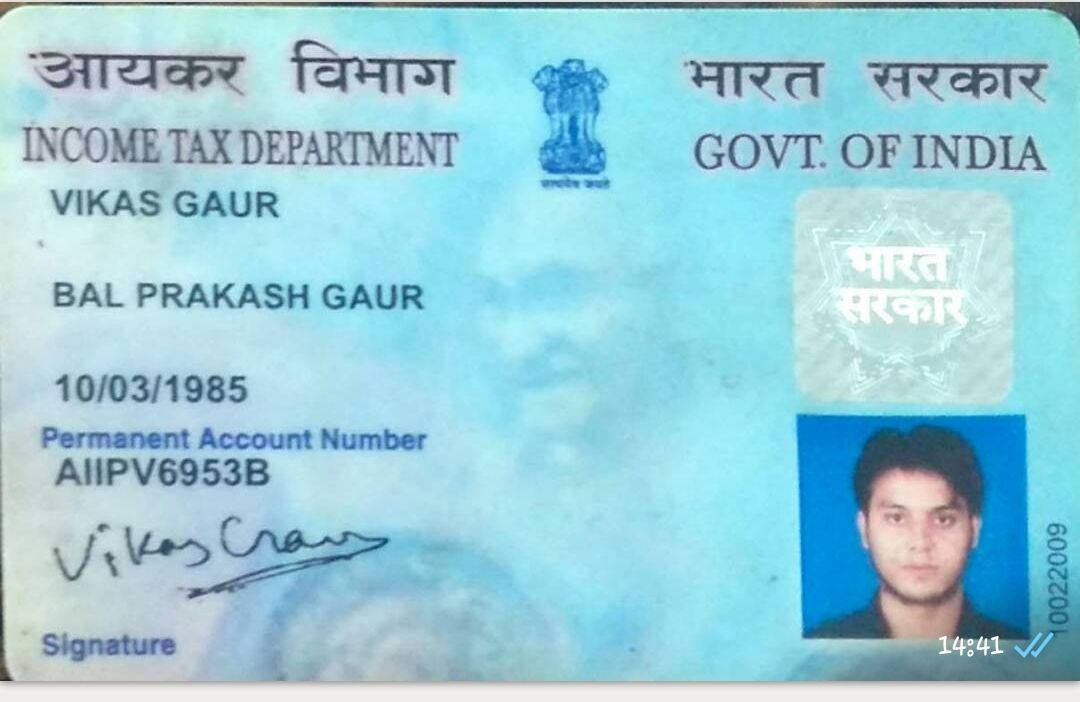 आयकर विभाग
भारत सरकार
INCOME TAX DEPARTMENT
GOVT. OF INDIA
सत्यमेव जयते
VIKAS GAUR
भारत
सरकार
BAL PRAKASH GAUR
10/03/1985
Permanent Account Number
AIIPV6953B
Vikas Gaur
Signature
10022009
14:41